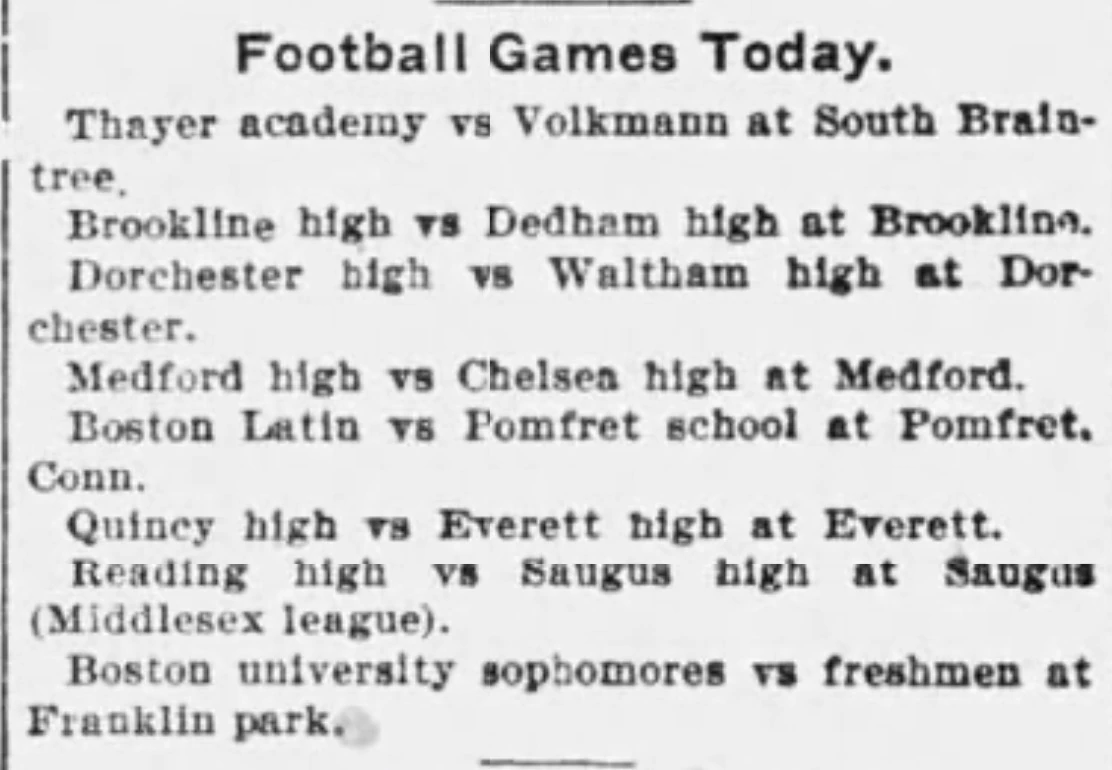 Football Games Today.
Thayer academy vs Volkmann at South Brain-
tree.
Brookline high vs Dedham high at Brookline.
Dorchester high vs Waltham high at Dor-
chester.
Medford high vs Chelsea high at Medford.
Boston Latin vs Pomfret school at Pomfret,
Conn.
Quincy high vs Everett high at Everett.
Reading high vs Saugus high at Saugus
(Middlesex league).
Boston university sophomores vs freshmen at
Franklin park.